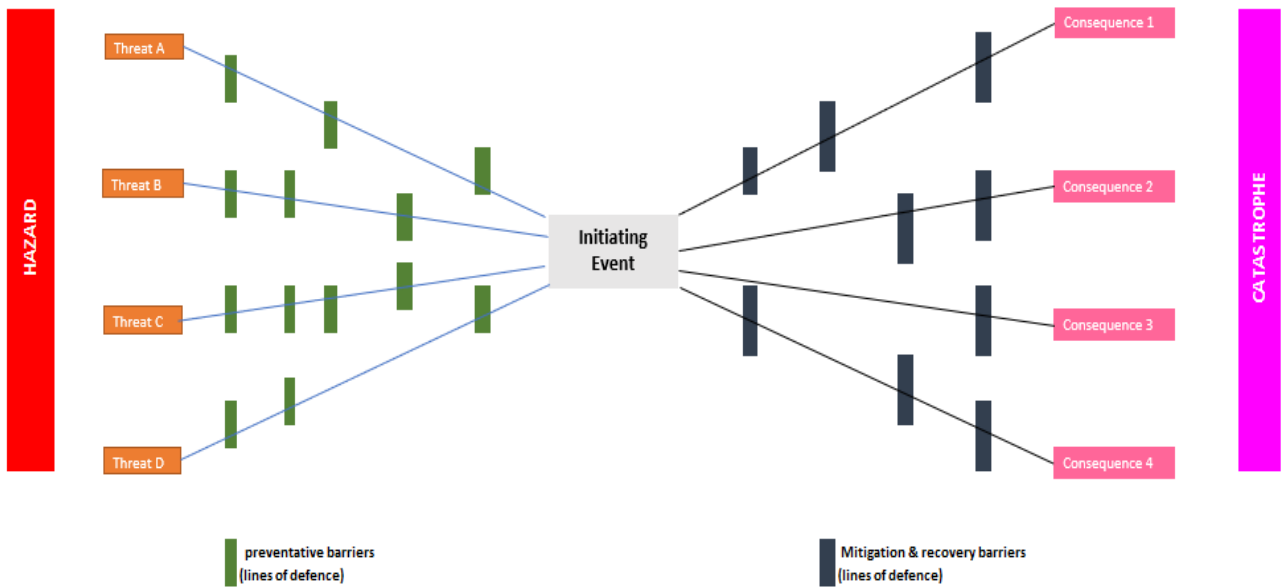 HAZARD
Threat A
Threat B
Threat C
Threat D
Initiating
Event
Consequence 1
Consequence 2
Consequence 3
Consequence 4
CATASTROPHE
preventative barriers
(lines of defence)
Mitigation & recovery barriers
(lines of defence)